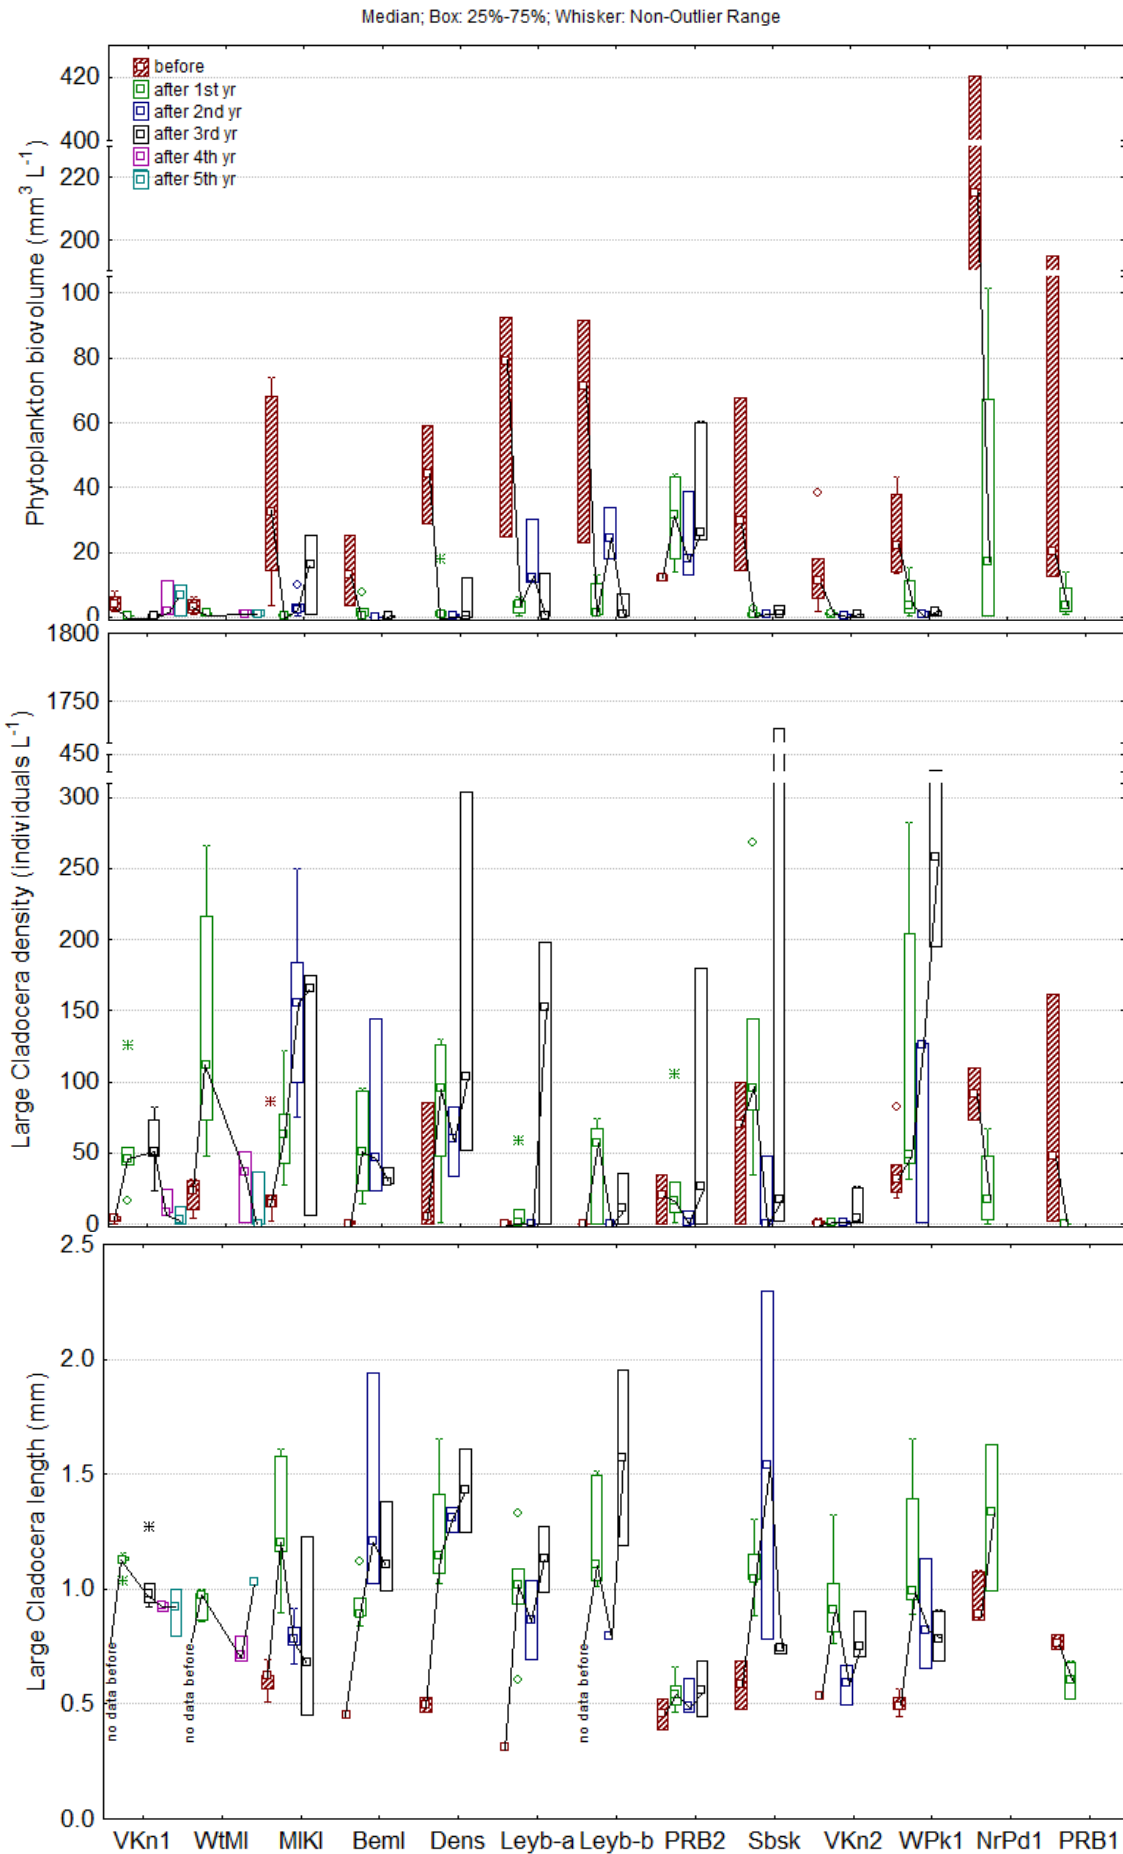 Median; Box: 25%-75%; Whisker: Non-Outlier Range
before
after 1st yr
after 2nd yr
after 3rd yr
after 4th yr
after 5th yr
Phytoplankton biovolume (mm³ L⁻¹)
420
400
220
200
100
80
60
40
20
0
Large Cladocera density (individuals L⁻¹)
1800
1750
450
300
250
200
150
100
50
0
Large Cladocera length (mm)
2.5
2.0
1.5
1.0
0.5
0.0
no data before
no data before
no data before
VKn1 WtMl MlKl Beml Dens Leyb-a Leyb-b PRB2 Sbsk VKn2 WPk1 NrPd1 PRB1